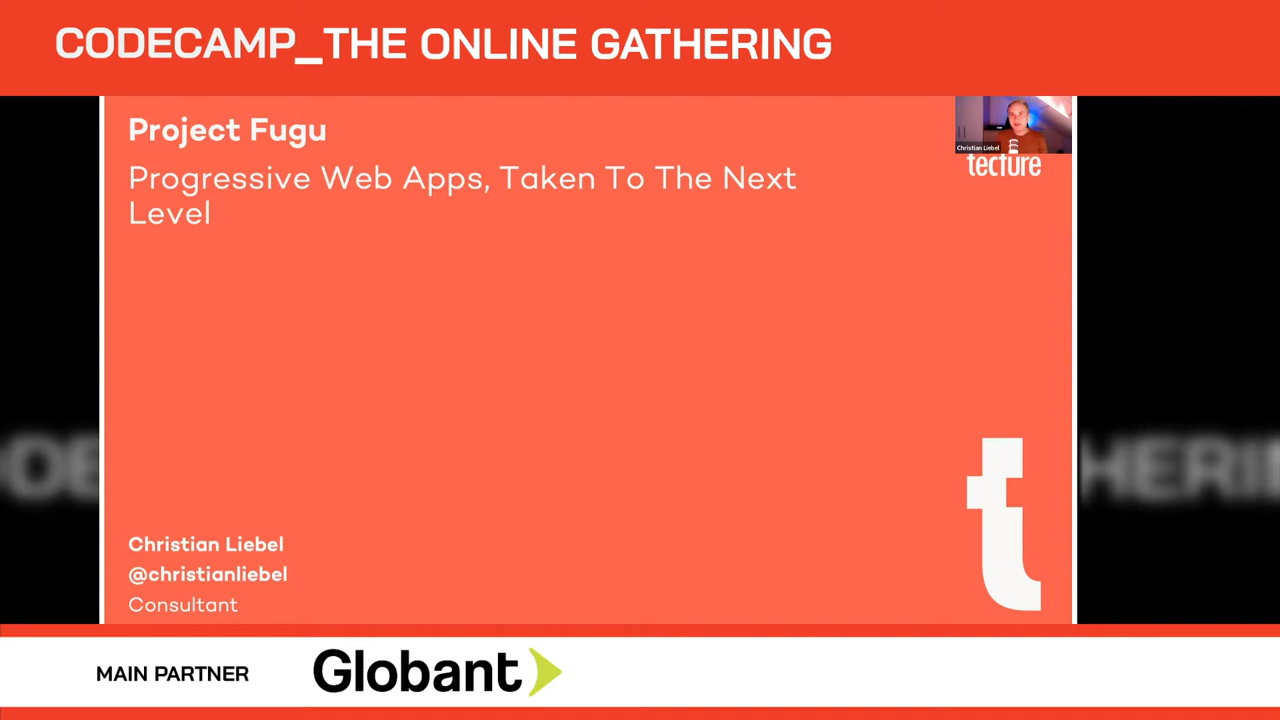 CODECAMP_THE ONLINE GATHERING
Project Fugu
Progressive Web Apps, Taken To The Next
Level
Christian Liebel
tecture
Christian Liebel
@christianliebel
Consultant
MAIN PARTNER
Globant